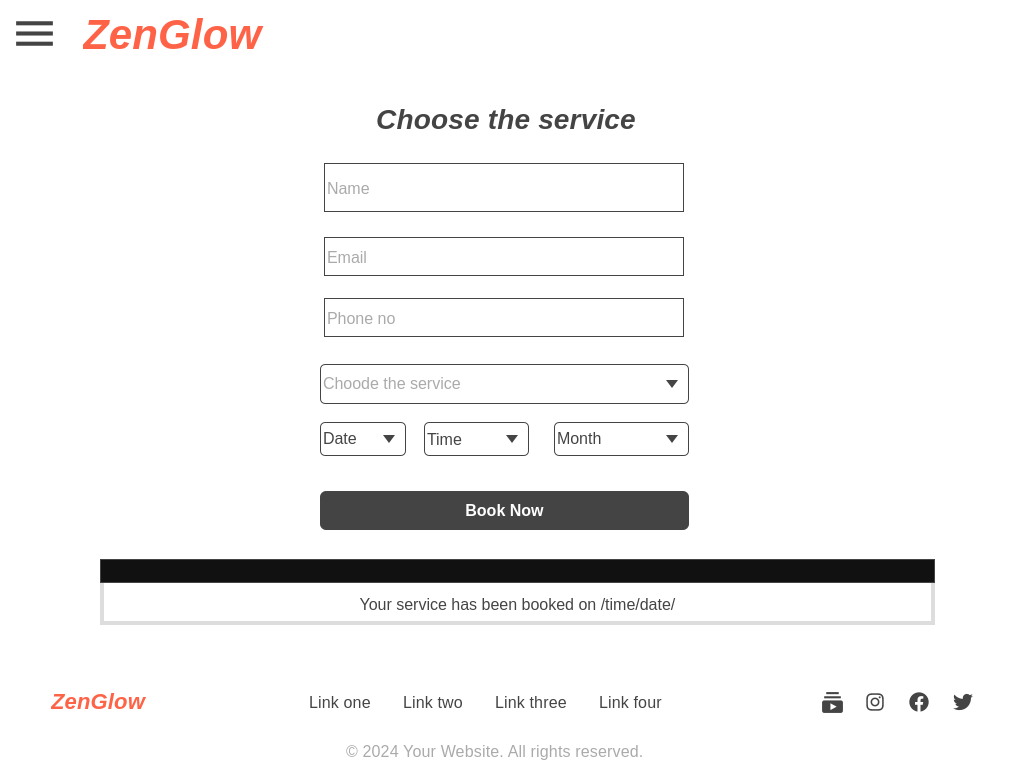 ZenGlow
Choose the service
Name
Email
Phone no
Choode the service
Date Time Month
Book Now
Your service has been booked on /time/date/
ZenGlow Link one Link two Link three Link four
© 2024 Your Website. All rights reserved.